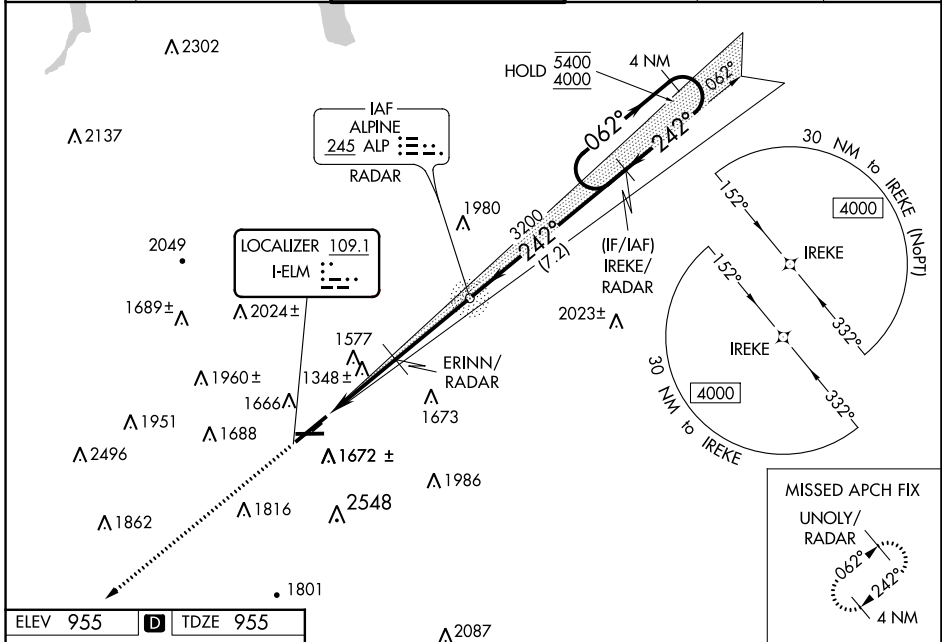 2302
HOLD 5400 4000
4 NM
062°
062°
242°
IAF
ALPINE
245 ALP
RADAR
2137
30 NM to IREKE (NoPT)
152°
4000
IREKE
332°
1980
3200
242°
(7.2)
(IF/IAF)
IREKE/
RADAR
2049
LOCALIZER 109.1
I-ELM
152°
IREKE
332°
30 NM to IREKE
4000
1689±
2024±
2023±
1577
1348±
ERINN/
RADAR
1960±
1666
1673
1951
1688
2496
1672 ±
1986
1816
2548
1862
MISSED APCH FIX
UNOLY/
RADAR
062°
242°
4 NM
1801
ELEV 955 D TDZE 955
2087